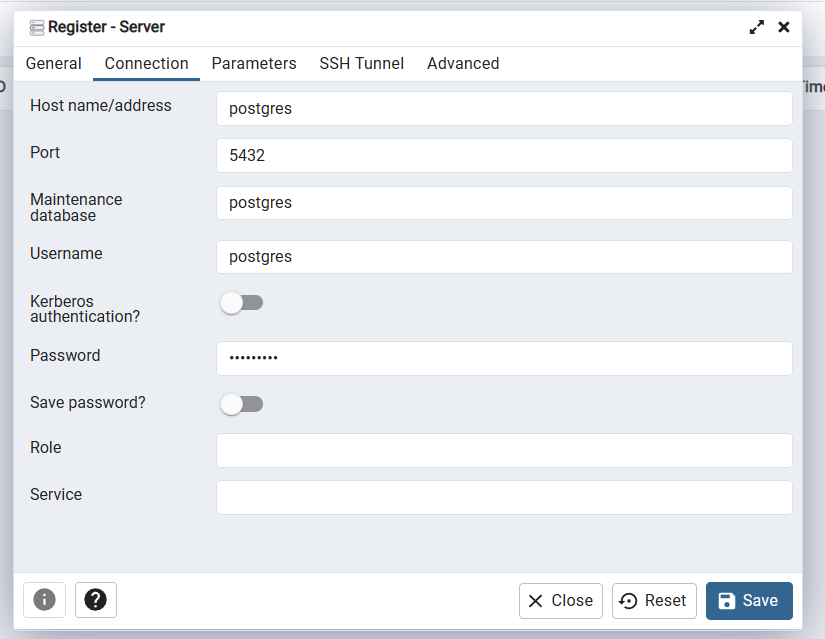 Register - Server
General Connection Parameters SSH Tunnel Advanced
Host name/address postgres
Port 5432
Maintenance
database postgres
Username postgres
Kerberos
authentication?
Password •••••••••
Save password?
Role
Service
Close Reset Save